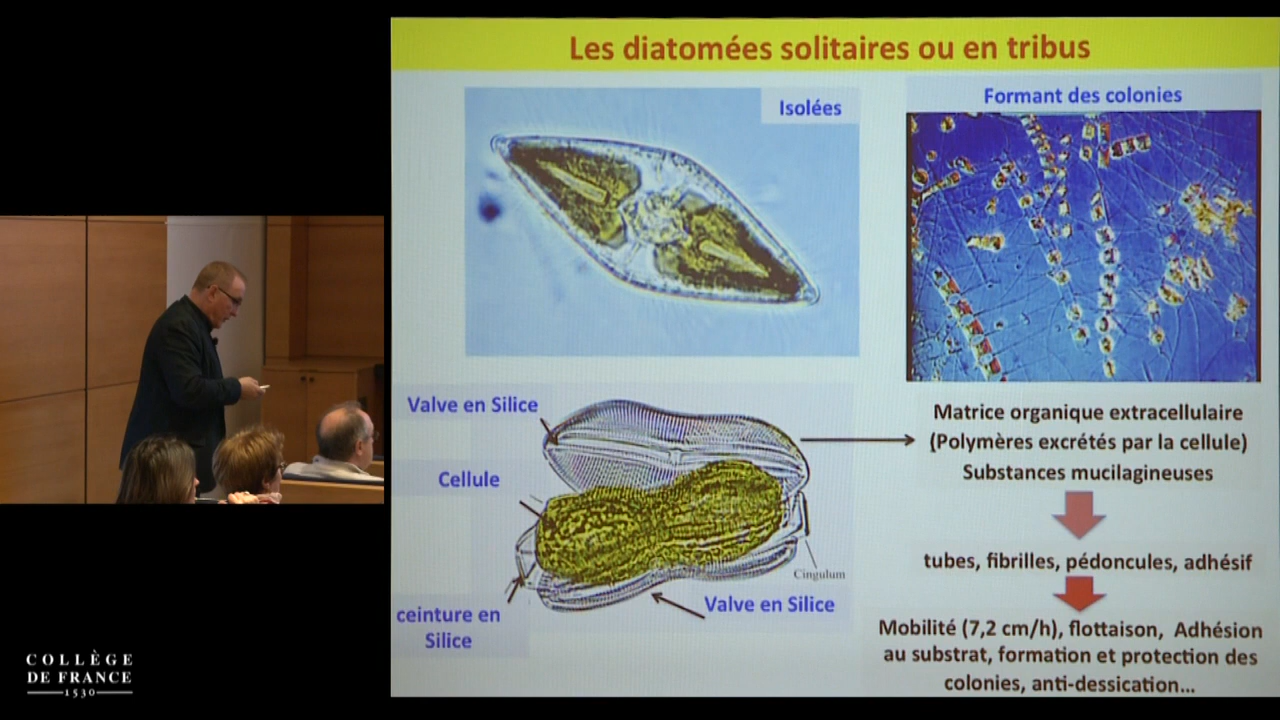 Les diatomées solitaires ou en tribus
Isolées
Formant des colonies
Valve en Silice
Cellule
ceinture en
Silice
Valve en Silice
Cingulum
Matrice organique extracellulaire
(Polymères excrétés par la cellule)
Substances mucilagineuses
tubes, fibrilles, pédoncules, adhésif
Mobilité (7,2 cm/h), flottaison, Adhésion
au substrat, formation et protection des
colonies, anti-dessication...
COLLÈGE
DE FRANCE
1530